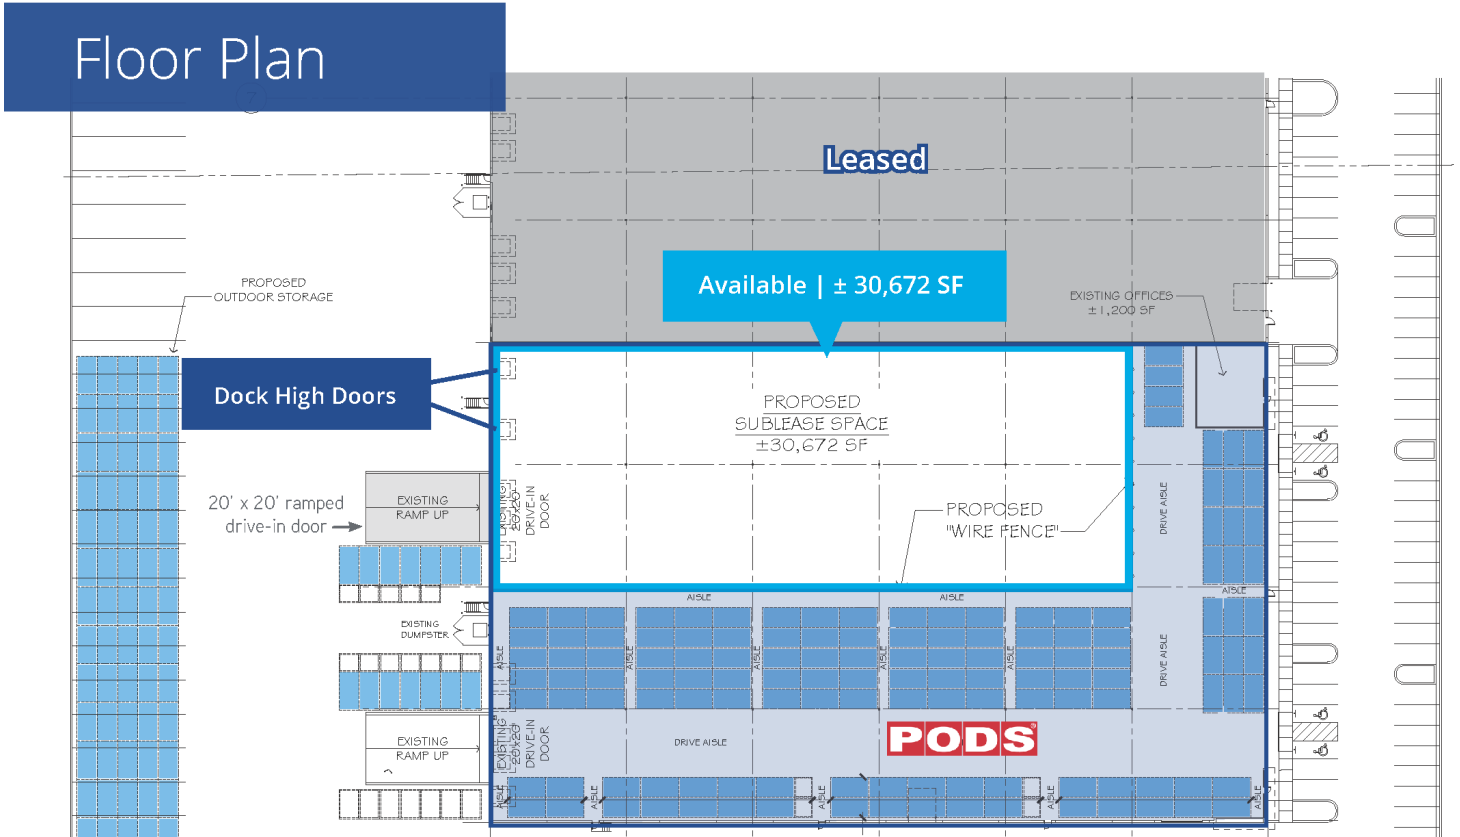 Floor Plan
7
Leased
PROPOSED
OUTDOOR STORAGE
Available | ± 30,672 SF
EXISTING OFFICES
±1,200 SF
Dock High Doors
PROPOSED
SUBLEASE SPACE
±30,672 SF
20' x 20' ramped
drive-in door
EXISTING
RAMP UP
EXISTING
20'x20'
DRIVE-IN
DOOR
PROPOSED
"WIRE FENCE"
DRIVE AISLE
AISLE
AISLE
AISLE
EXISTING
DUMPSTER
AISLE
AISLE
AISLE
AISLE
AISLE
DRIVE AISLE
EXISTING
RAMP UP
EXISTING
20'x20'
DRIVE-IN
DOOR
DRIVE AISLE
PODS
AISLE
AISLE
AISLE
AISLE
AISLE